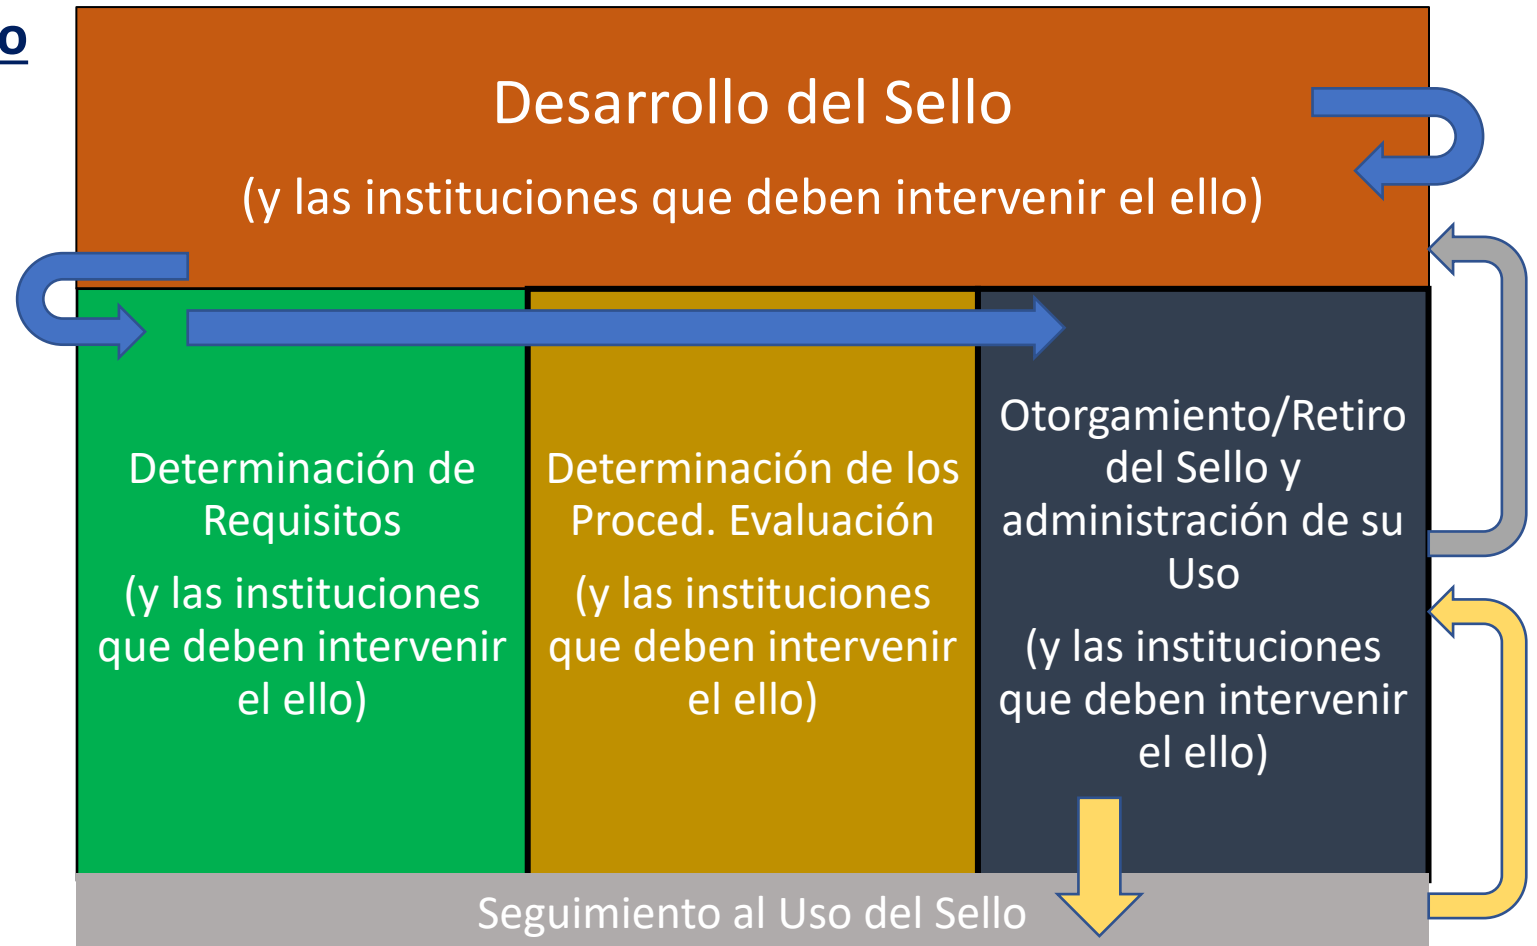 o
Desarrollo del Sello
(y las instituciones que deben intervenir el ello)
Determinación de
Requisitos
(y las instituciones
que deben intervenir
el ello)
Determinación de los
Proced. Evaluación
(y las instituciones
que deben intervenir
el ello)
Otorgamiento/Retiro
del Sello y
administración de su
Uso
(y las instituciones
que deben intervenir
el ello)
Seguimiento al Uso del Sello